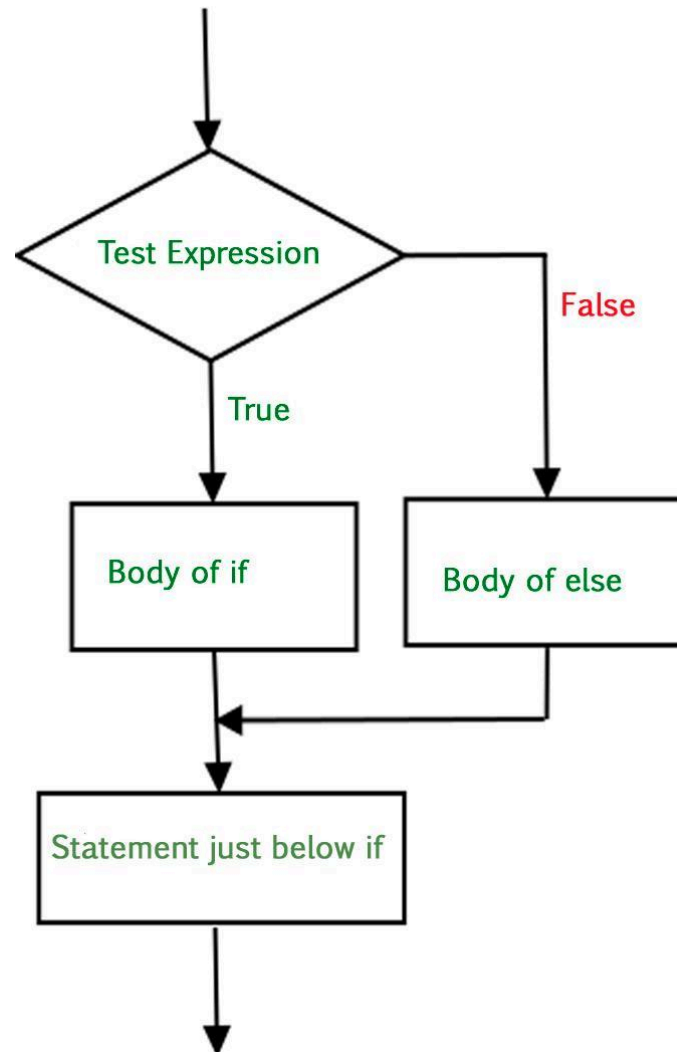 Test Expression
False
True
Body of if
Body of else
Statement just below if